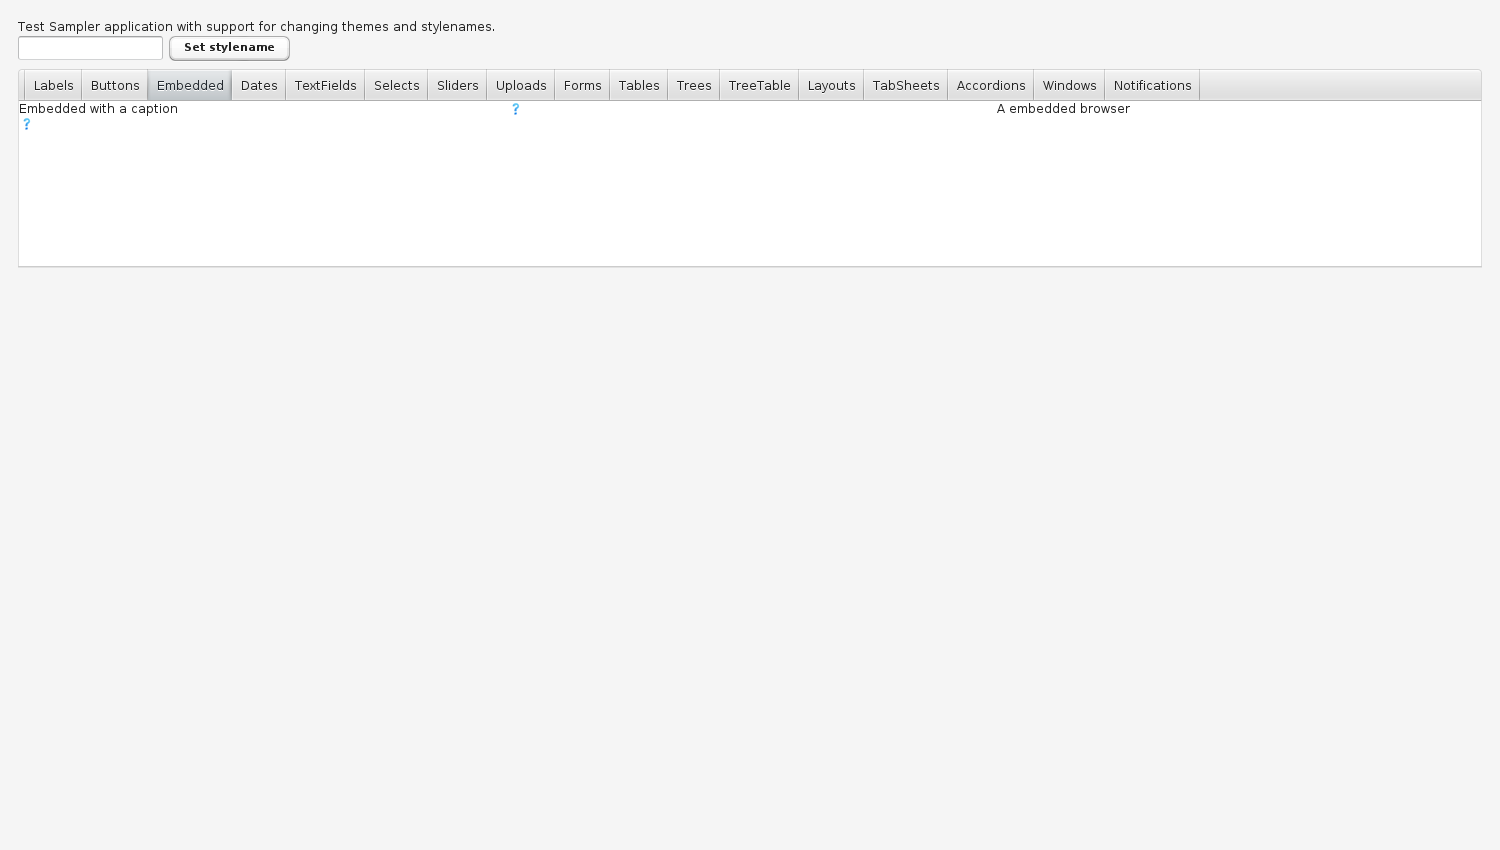 Test Sampler application with support for changing themes and stylenames.
Set stylename
Labels Buttons Embedded Dates TextFields Selects Sliders Uploads Forms Tables Trees TreeTable Layouts TabSheets Accordions Windows Notifications
Embedded with a caption ? A embedded browser
?